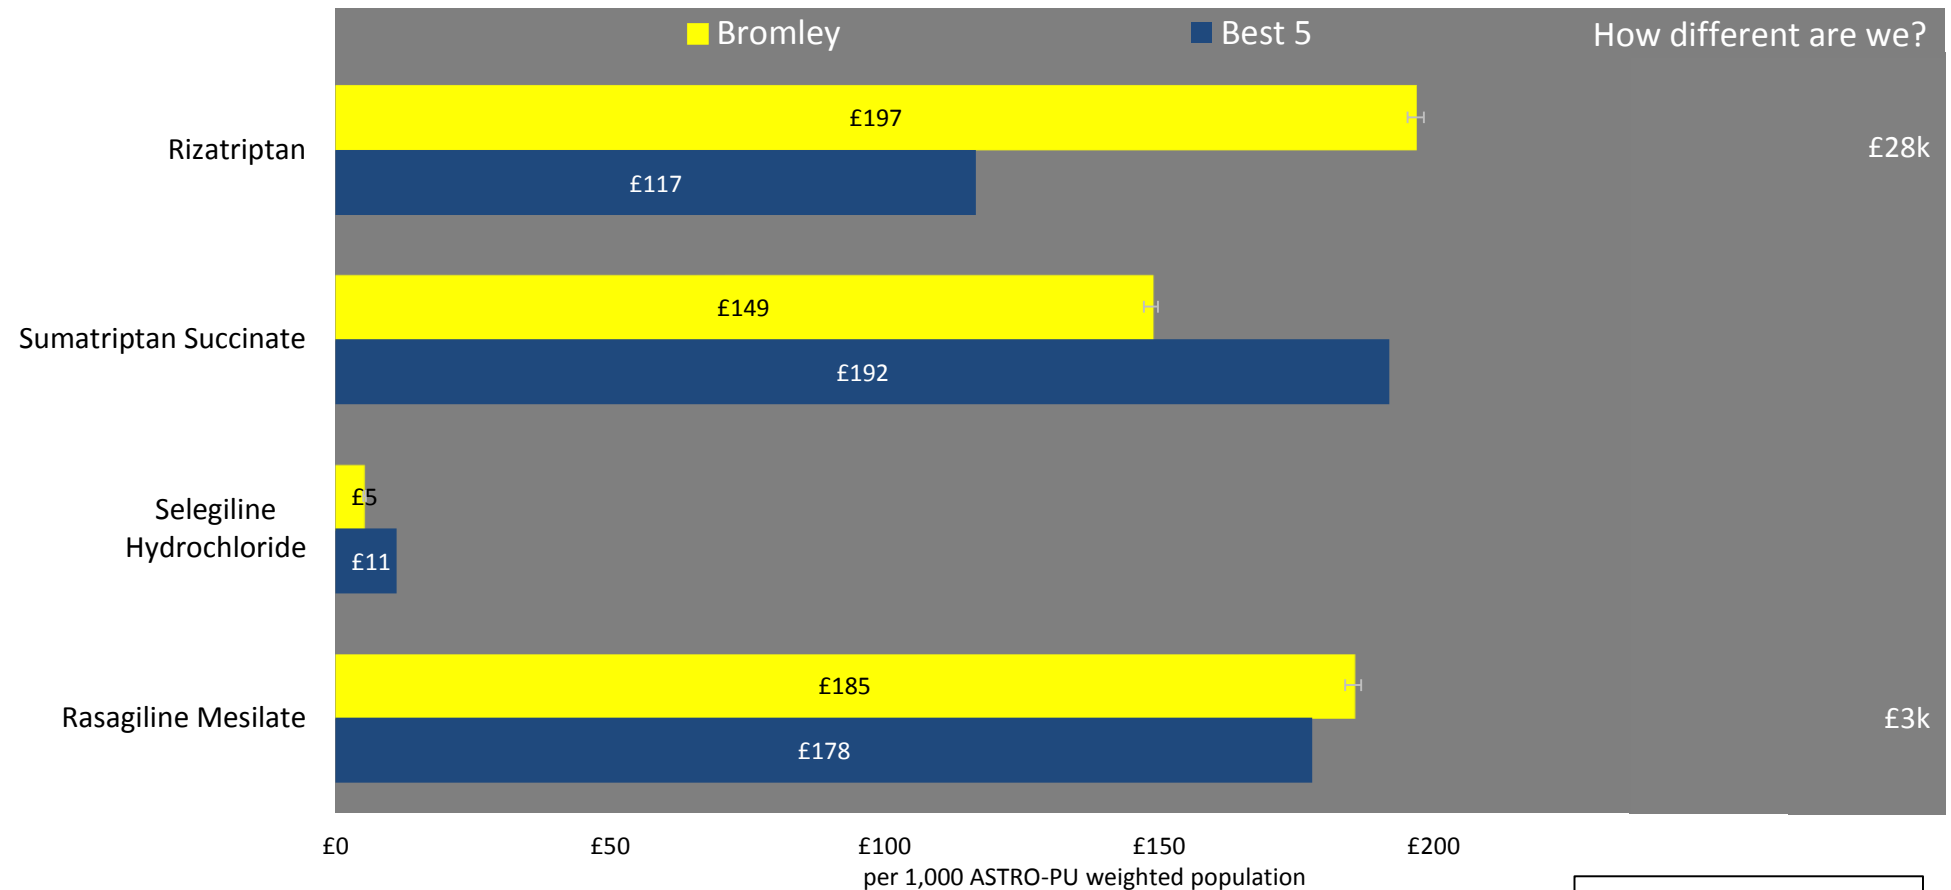 Bromley Best 5 How different are we?
Rizatriptan £197 £28k
£117
Sumatriptan Succinate £149
£192
Selegiline
Hydrochloride
£5
£11
Rasagiline Mesilate £185 £3k
£178
£0 £50 £100 £150 £200
per 1,000 ASTRO-PU weighted population